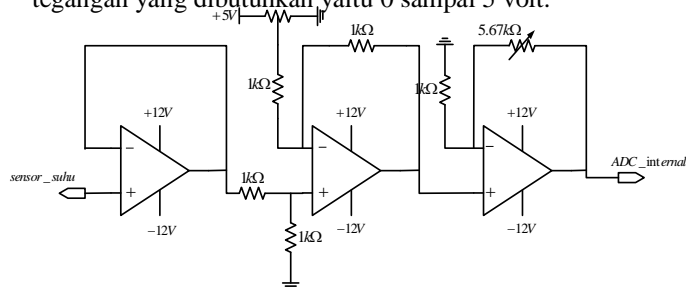 tegangan yang dibutuhkan yaitu 0 sampai 5 volt.
+5V
1kΩ
5.67kΩ
1kΩ
1kΩ
+12V
+12V
+12V
sensor_suhu
1kΩ
ADC_internal
−12V
−12V
−12V
1kΩ